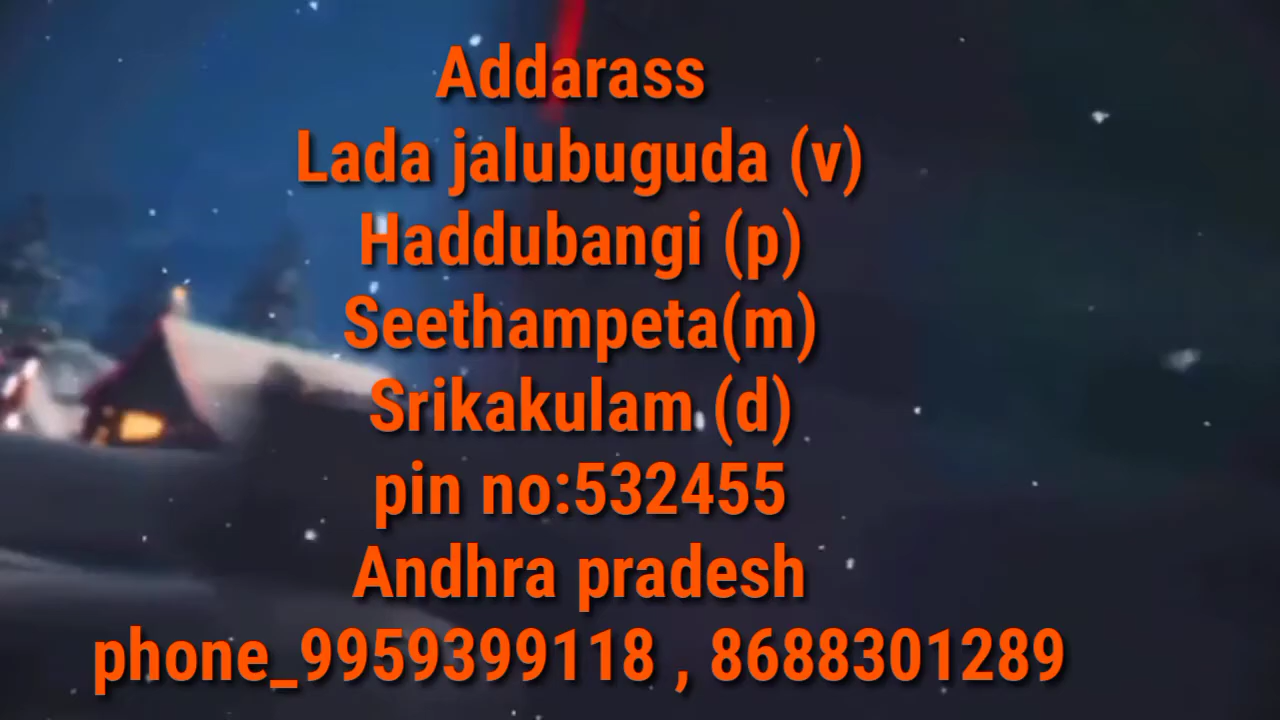 Addarass
Lada jalubuguda (v)
Haddubangi (p)
Seethampeta(m)
Srikakulam (d)
pin no:532455
Andhra pradesh
phone_9959399118 , 8688301289